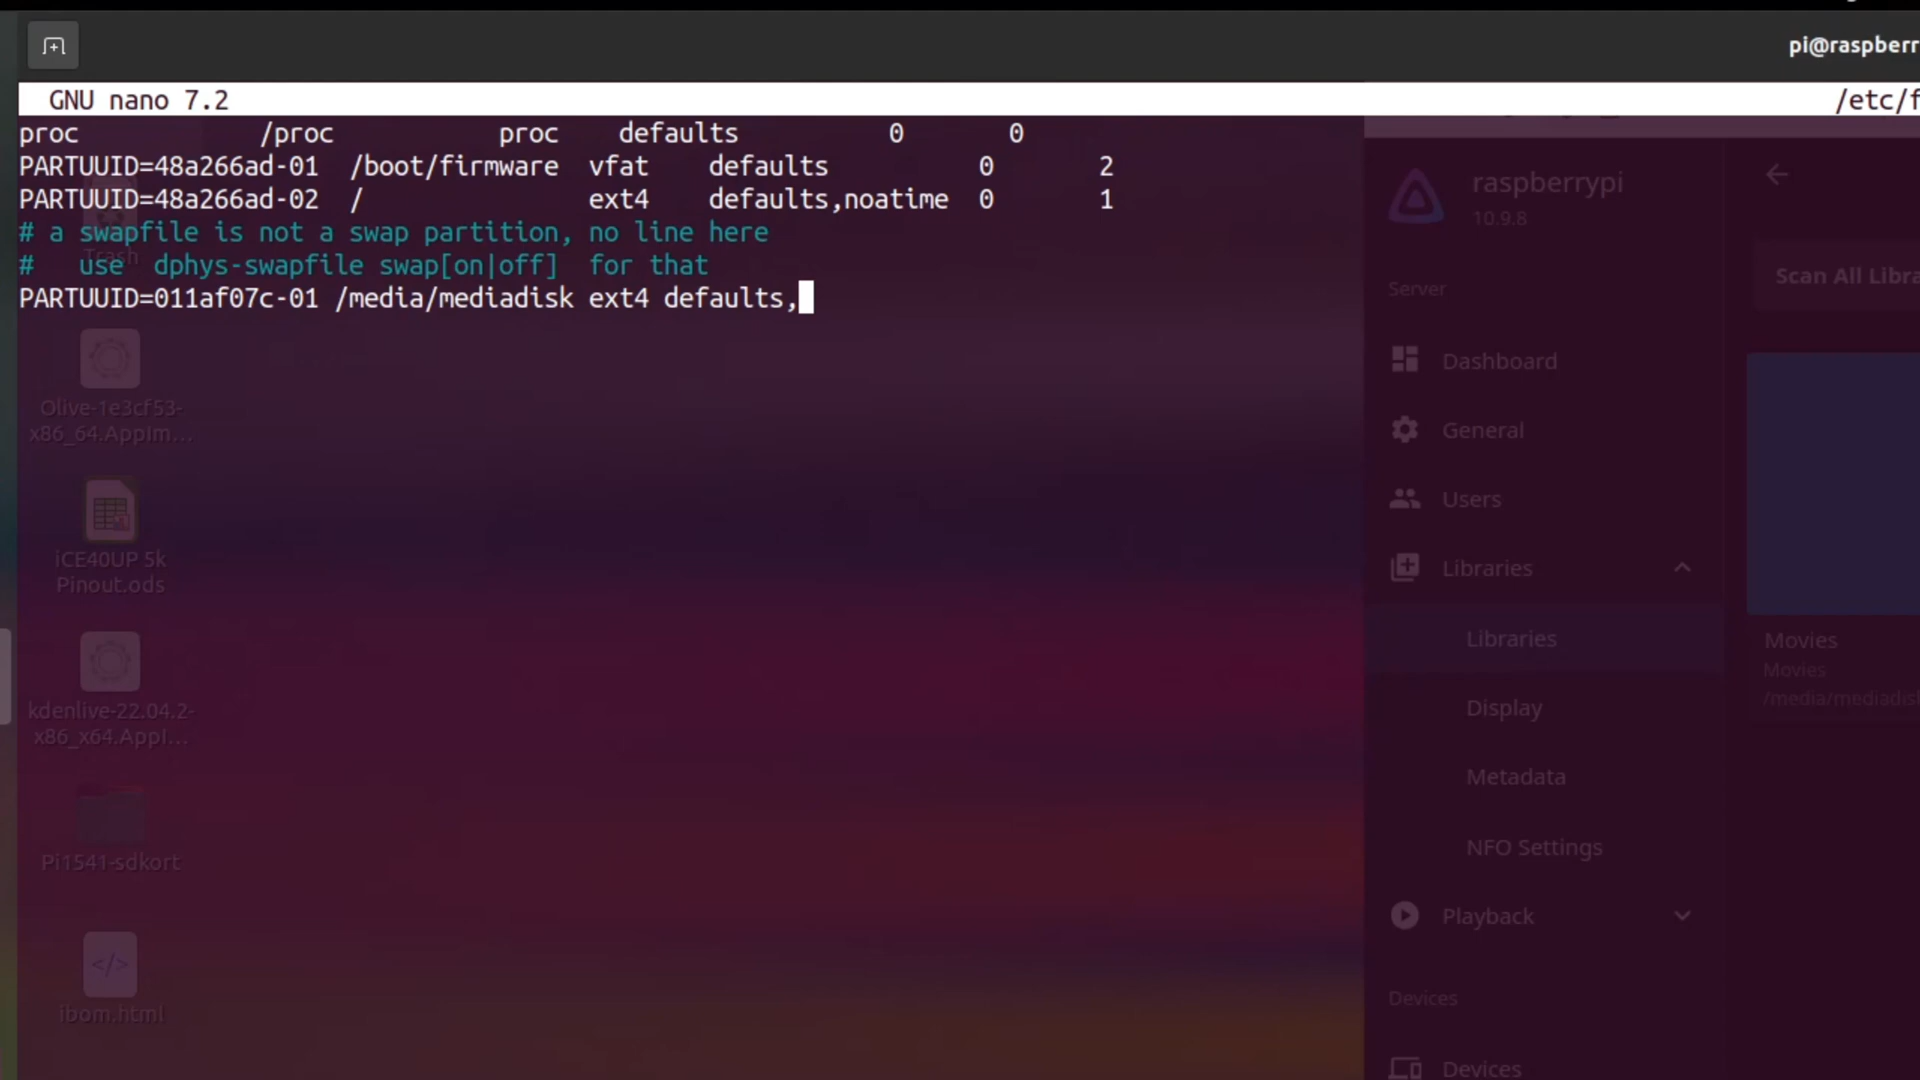 pi@raspberr
GNU nano 7.2 /etc/f
proc /proc proc defaults 0 0
PARTUUID=48a266ad-01 /boot/firmware vfat defaults 0 2
PARTUUID=48a266ad-02 / ext4 defaults,noatime 0 1
# a swapfile is not a swap partition, no line here
# use dphys-swapfile swap[on|off] for that
PARTUUID=011af07c-01 /media/mediadisk ext4 defaults,
Trash
Olive-1e3cf53-
x86_64.AppIm...
iCE40UP 5k
Pinout.ods
kdenlive-22.04.2-
x86_x64.AppI...
Pi1541-sdkort
</>
ibom.html
raspberrypi
10.9.8
Server
Dashboard
General
Users
Libraries
Libraries
Display
Metadata
NFO Settings
Playback
Devices
Devices
Scan All Libra
Movies
Movies
/media/mediadisk